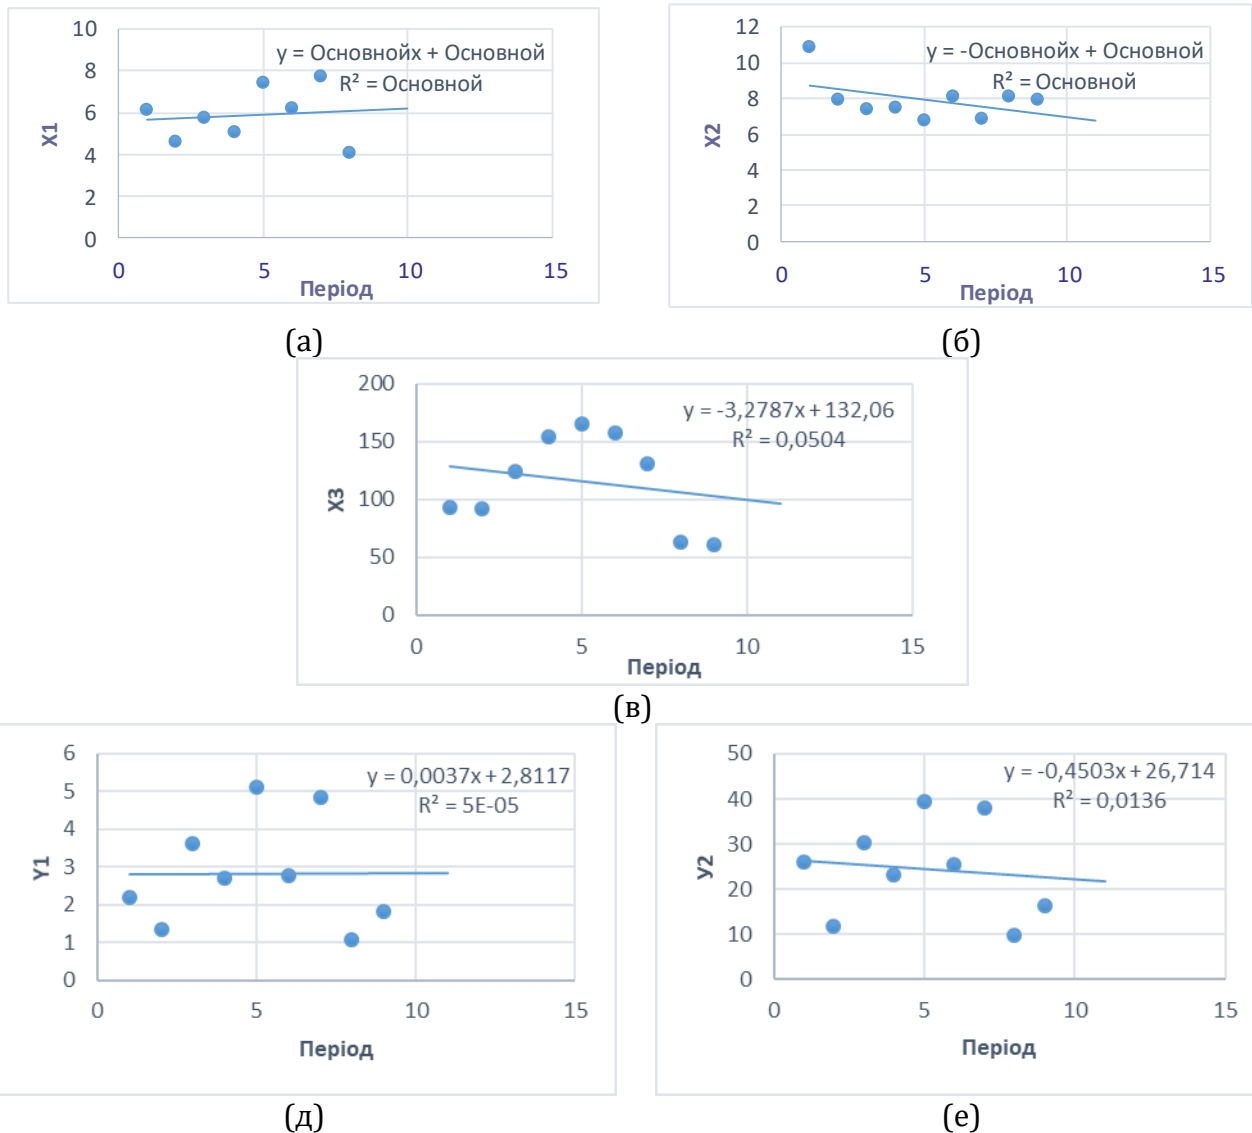 10
8
6
4
2
0
X1
y = Основнойx + Основной
R² = Основной
0 5 10 15
Період
(а)
12
10
8
6
4
2
0
X2
y = -Основнойx + Основной
R² = Основной
0 5 10 15
Період
(б)
200
150
100
50
0
X3
y = -3,2787x + 132,06
R² = 0,0504
0 5 10 15
Період
(в)
6
5
4
3
2
1
0
Y1
y = 0,0037x + 2,8117
R² = 5E-05
0 5 10 15
Період
(д)
50
40
30
20
10
0
У2
y = -0,4503x + 26,714
R² = 0,0136
0 5 10 15
Період
(е)